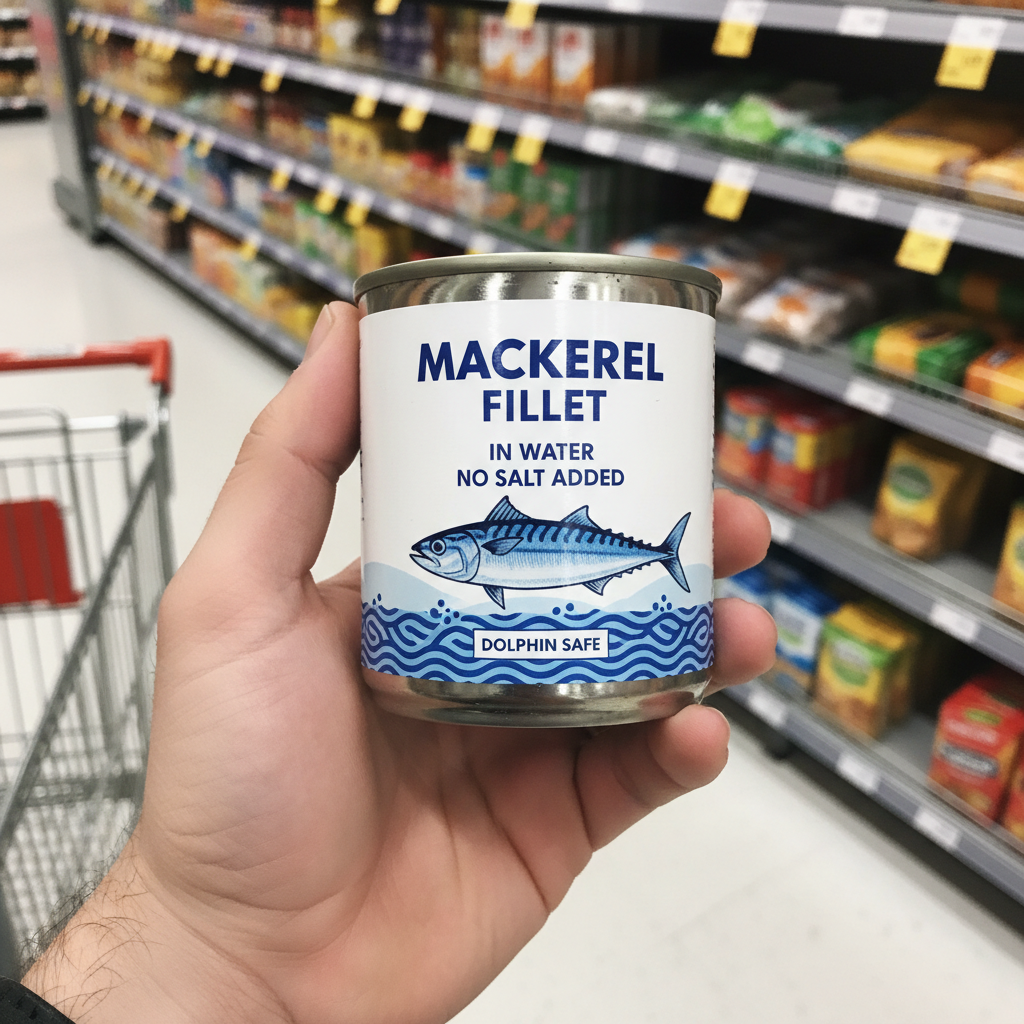 MACKEREL
FILLET
IN WATER
NO SALT ADDED
DOLPHIN SAFE